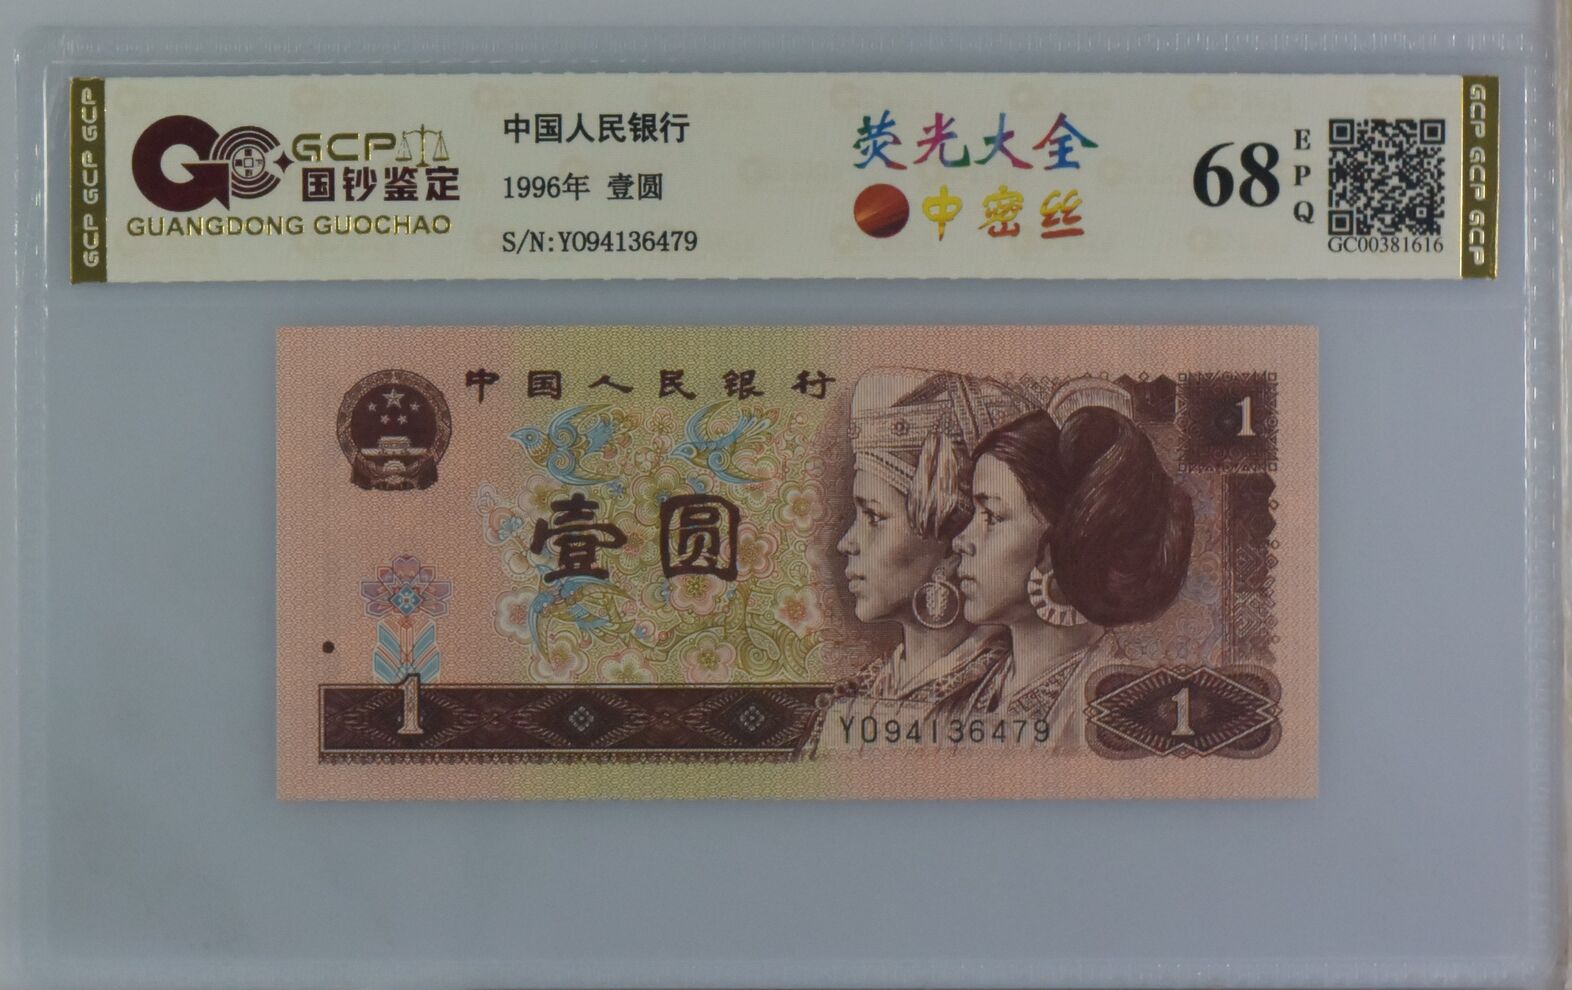 GCP GCP GCP
GCP
国钞鉴定
GUANGDONG GUOCHAO
中国人民银行
1996年 壹圆
S/N:Y094136479
荧光大全
中密丝
68
EPQ
GC00381616
GCP GCP GCP
中国人民银行
1
壹圆
1
Y094136479
1